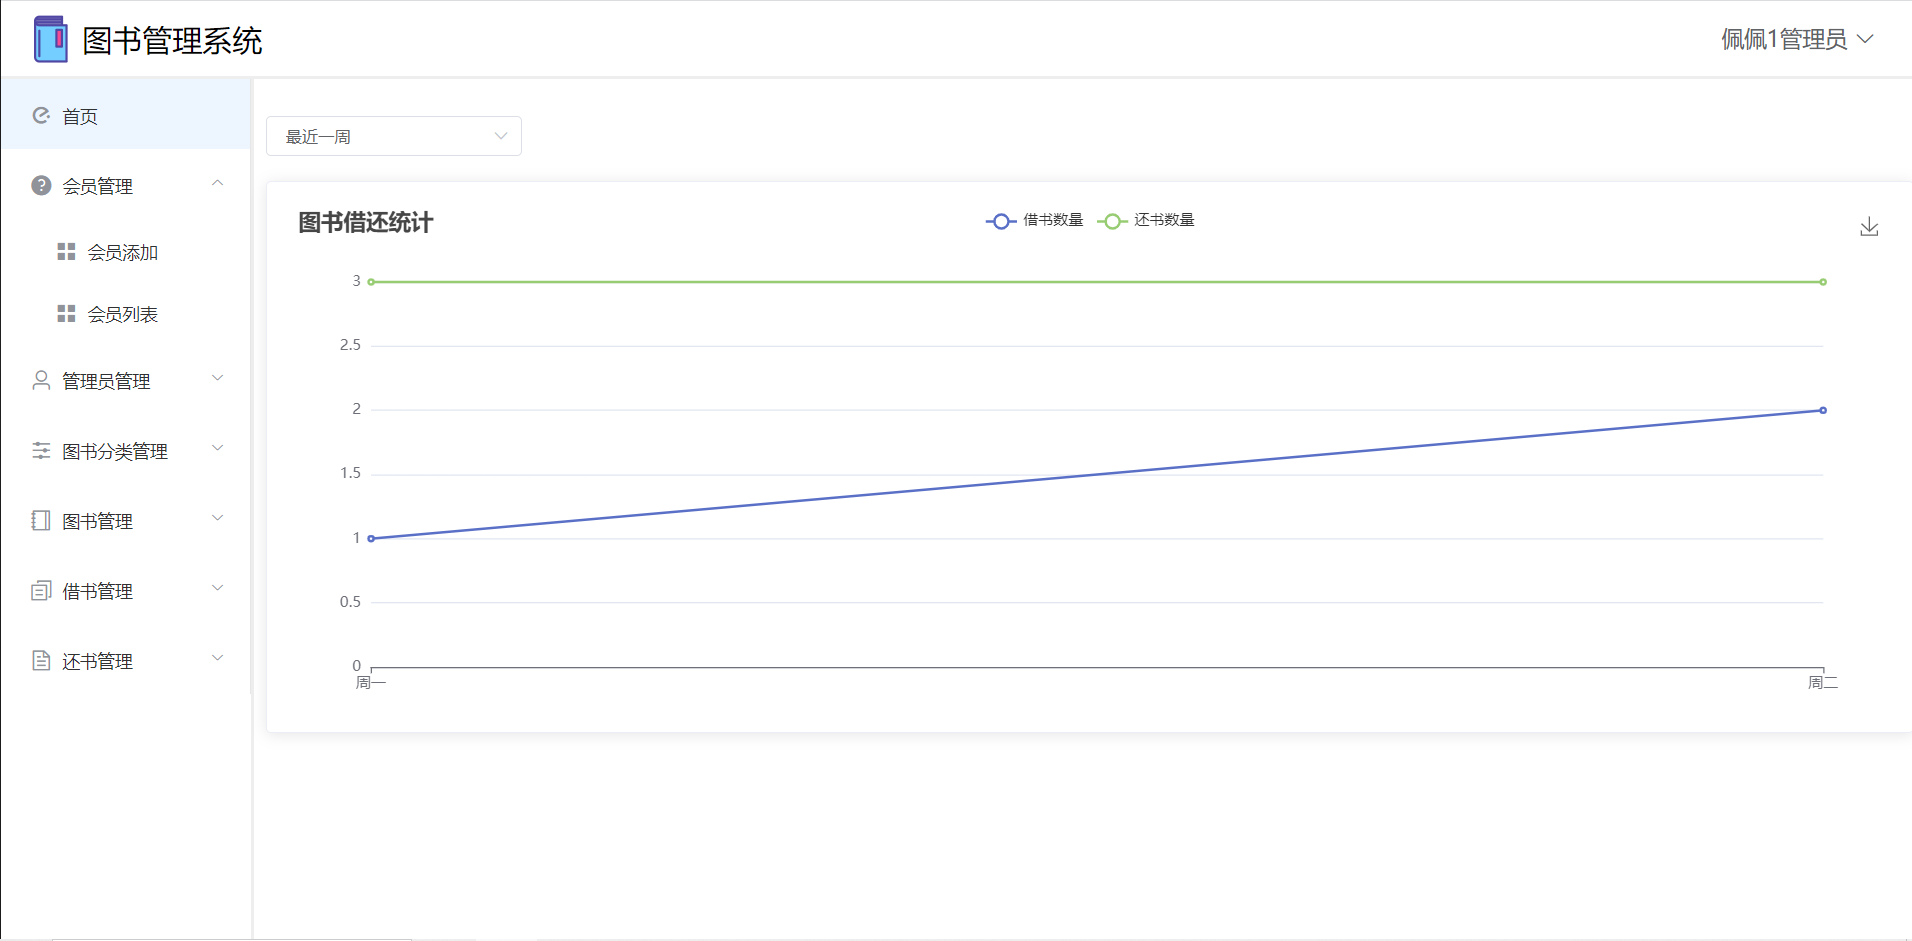 图书管理系统
佩佩1管理员
首页
会员管理
会员添加
会员列表
管理员管理
图书分类管理
图书管理
借书管理
还书管理
最近一周
图书借还统计
借书数量 还书数量
3
2.5
2
1.5
1
0.5
0
周一 周二